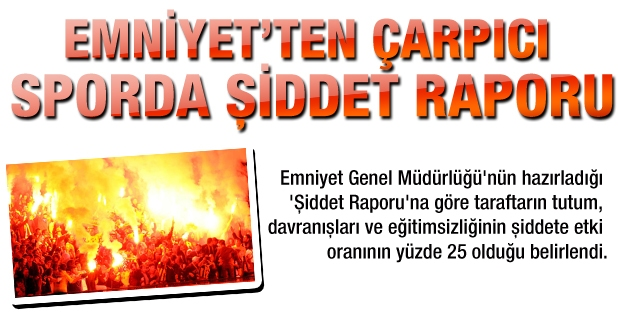 EMNİYET'TEN ÇARPICI
SPORDA ŞİDDET RAPORU
Emniyet Genel Müdürlüğü'nün hazırladığı
'Şiddet Raporu'na göre taraftarın tutum,
davranışları ve eğitimsizliğinin şiddete etki
oranının yüzde 25 olduğu belirlendi.